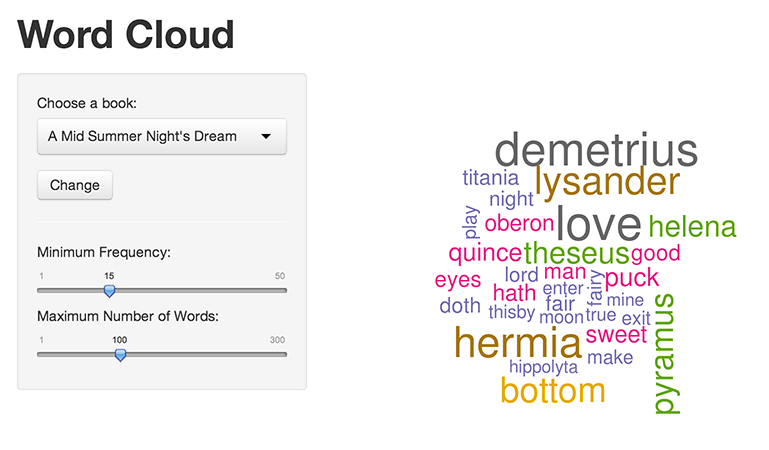 Word Cloud
Choose a book:
A Mid Summer Night's Dream
Change
Minimum Frequency:
1 15 50
Maximum Number of Words:
1 100 300
demetrius
titania lysander
night
play oberon love helena
quince theseus good
eyes lord man fairy puck
hath enter
doth thisby fair moon true mine exit
pyramus
hermia sweet
hippolyta make
bottom